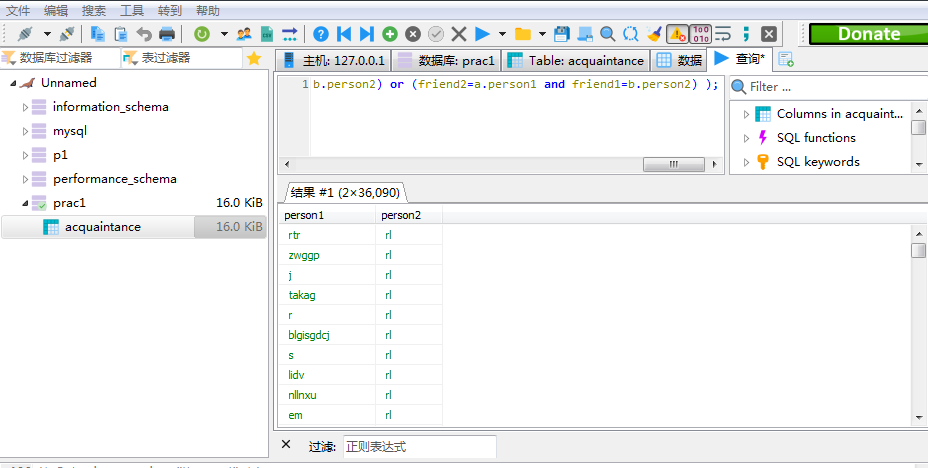 文件 编辑 搜索 工具 转到 帮助
Donate
数据库过滤器 表过滤器
主机: 127.0.0.1 数据库: prac1 Table: acquaintance 数据 查询*
Unnamed
information_schema
mysql
p1
performance_schema
prac1 16.0 KiB
acquaintance 16.0 KiB
1 b.person2) or (friend2=a.person1 and friend1=b.person2) );
Filter ...
Columns in acquaint...
SQL functions
SQL keywords
结果 #1 (2×36,090)
person1 person2
rtr rl
zwggp rl
j rl
takag rl
r rl
blgisgdcj rl
s rl
lidv rl
nllnxu rl
em rl
过滤: 正则表达式